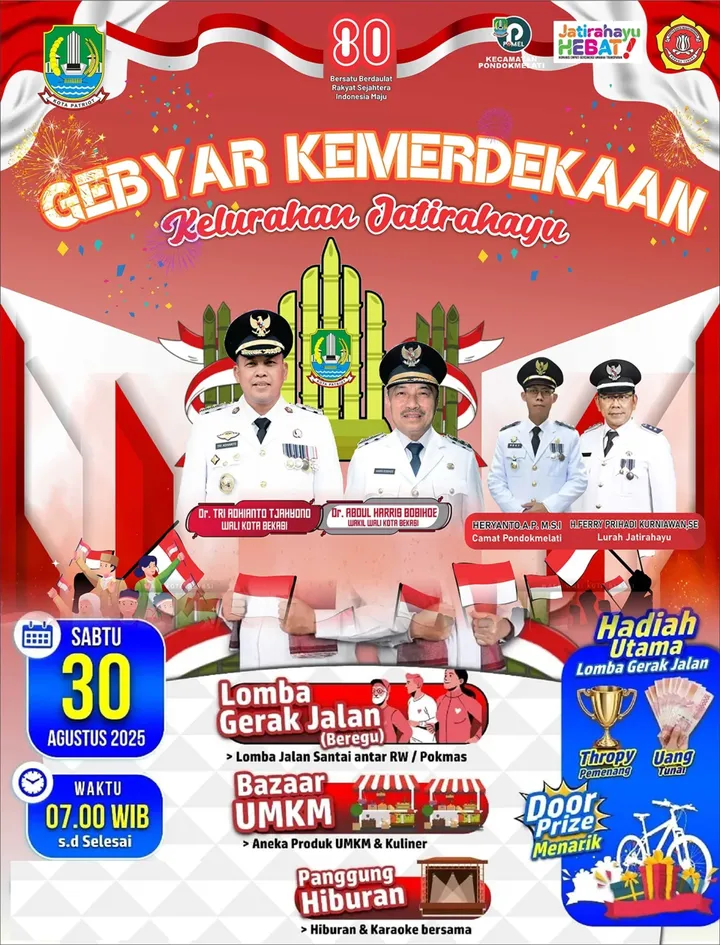 KOTA PATRIOT
80
Bersatu Berdaulat
Rakyat Sejahtera
Indonesia Maju
KECAMATAN
PONDOKMELATI
Jatirahayu
HEBAT!
GEBYAR KEMERDEKAAN
Kelurahan Jatirahayu
KOTA PATRIOT
Dr. TRI ADHIANTO TJAHYONO
WALI KOTA BEKASI
Dr. ABDUL HARRIS BOBIHOE
WAKIL WALI KOTA BEKASI
HERYANTO.A.P, M.S.I
Camat Pondokmelati
H.FERRY PRIHADI KURNIAWAN,SE
Lurah Jatirahayu
SABTU
30
AGUSTUS 2025
WAKTU
07.00 WIB
s.d Selesai
Lomba
Gerak Jalan
(Beregu)
> Lomba Jalan Santai antar RW / Pokmas
Bazaar
UMKM
> Aneka Produk UMKM & Kuliner
Panggung
Hiburan
> Hiburan & Karaoke bersama
Hadiah
Utama
Lomba Gerak Jalan
Thropy
Pemenang
Uang
Tunai
Door
Prize
Menarik